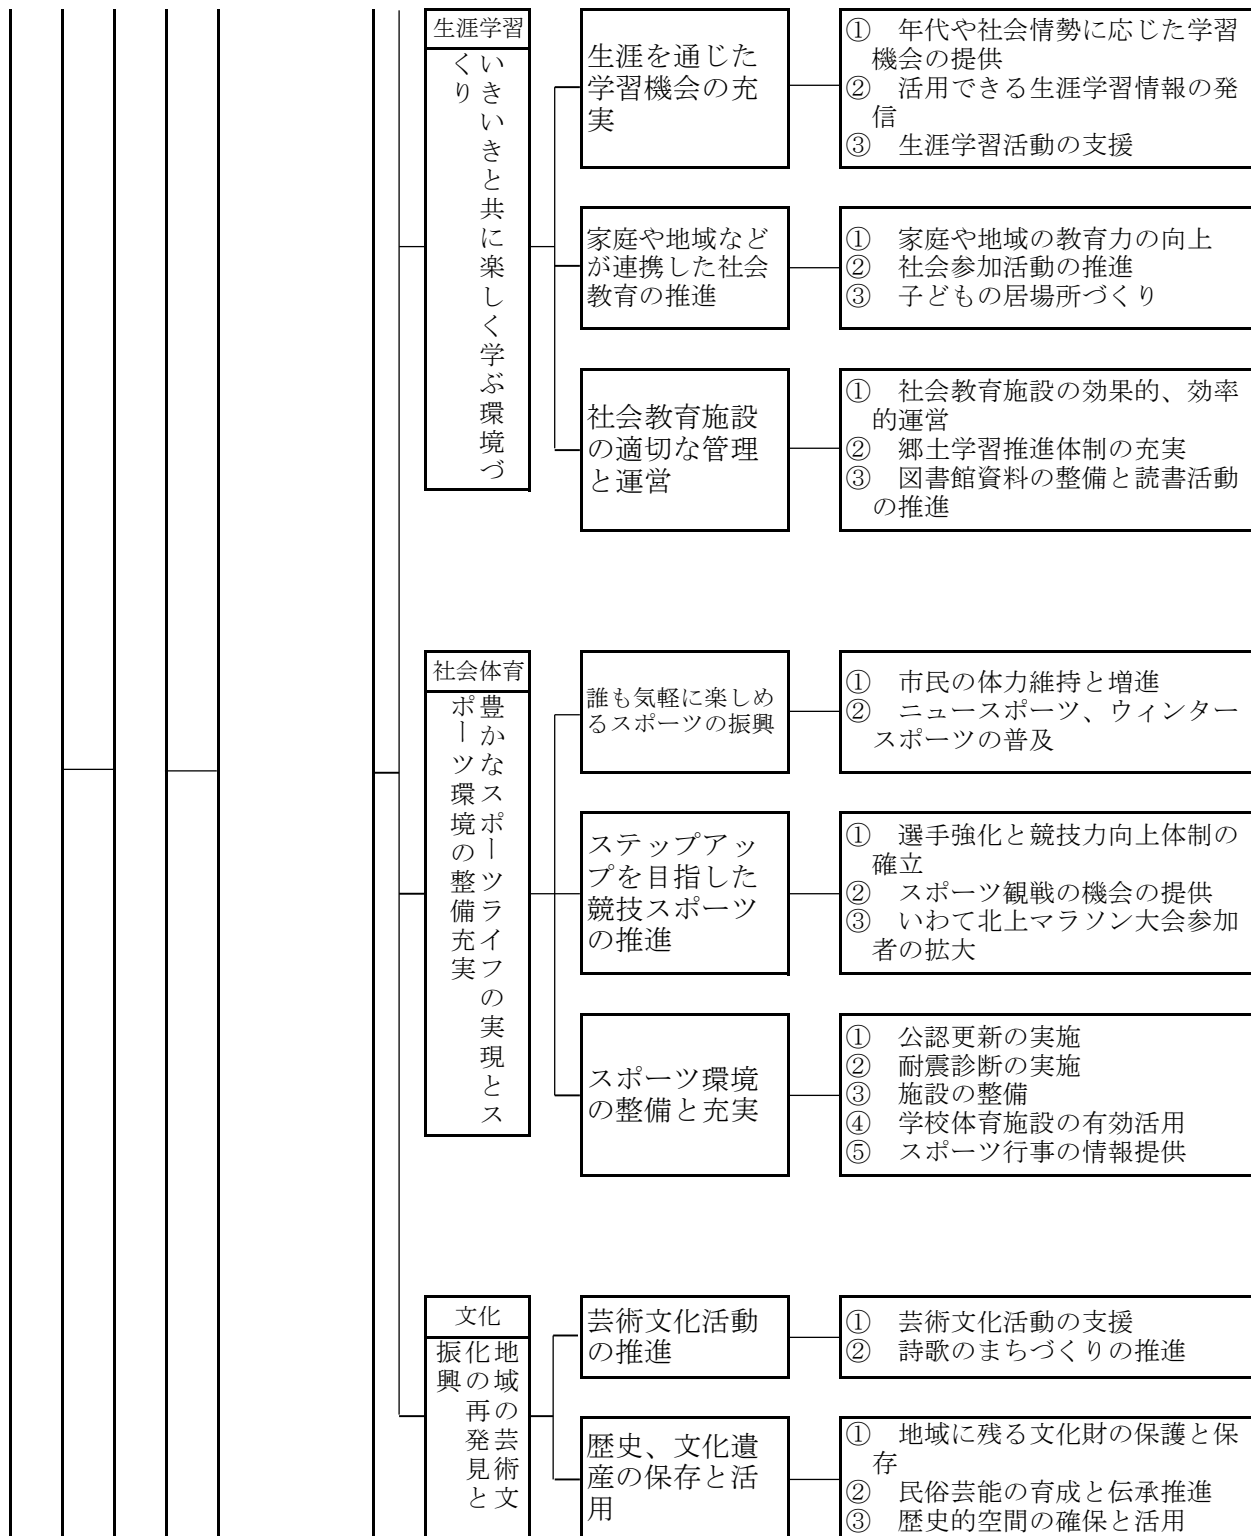 生涯学習
いきいきと共に楽しく学ぶ環境づ
くり
生涯を通じた
学習機会の充
実
①　年代や社会情勢に応じた学習
機会の提供
②　活用できる生涯学習情報の発
信
③　生涯学習活動の支援
家庭や地域など
が連携した社会
教育の推進
①　家庭や地域の教育力の向上
②　社会参加活動の推進
③　子どもの居場所づくり
社会教育施設
の適切な管理
と運営
①　社会教育施設の効果的、効率
的運営
②　郷土学習推進体制の充実
③　図書館資料の整備と読書活動
の推進
社会体育
豊かなスポーツライフの実現とス
ポーツ環境の整備充実
誰も気軽に楽しめ
るスポーツの振興
①　市民の体力維持と増進
②　ニュースポーツ、ウィンター
スポーツの普及
ステップアッ
プを目指した
競技スポーツ
の推進
①　選手強化と競技力向上体制の
確立
②　スポーツ観戦の機会の提供
③　いわて北上マラソン大会参加
者の拡大
スポーツ環境
の整備と充実
①　公認更新の実施
②　耐震診断の実施
③　施設の整備
④　学校体育施設の有効活用
⑤　スポーツ行事の情報提供
文化
地域の芸術文
化の再発見と
振興
芸術文化活動
の推進
①　芸術文化活動の支援
②　詩歌のまちづくりの推進
歴史、文化遺
産の保存と活
用
①　地域に残る文化財の保護と保
存
②　民俗芸能の育成と伝承推進
③　歴史的空間の確保と活用